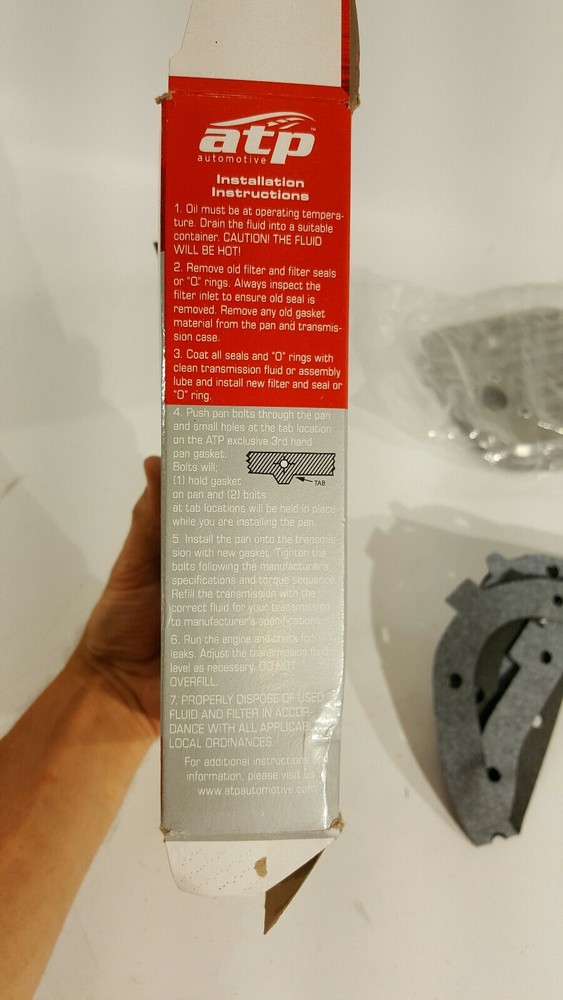 atp™
automotive
Installation
Instructions
1. Oil must be at operating tempera-
ture. Drain the fluid into a suitable
container. CAUTION! THE FLUID
WILL BE HOT!
2. Remove old filter and filter seals
or "O" rings. Always inspect the
filter inlet to ensure old seal is
removed. Remove any old gasket
material from the pan and transmis-
sion case.
3. Coat all seals and "O" rings with
clean transmission fluid or assembly
lube and install new filter and seal or
"O" ring.
4. Push pan bolts through the pan
and small holes at the tab location
on the ATP exclusive 3rd hand
pan gasket.
Bolts will;
(1) hold gasket
on pan and (2) bolts
TAB
at tab locations will be held in place
while you are installing the pan.
5. Install the pan onto the transmis-
sion with new gasket. Tighten the
bolts following the manufacturer's
specifications and torque sequence.
Refill the transmission with the
correct fluid for your transmission
to manufacturer's specifications.
6. Run the engine and check for
leaks. Adjust the transmission fluid
level as necessary. DO NOT
OVERFILL.
7. PROPERLY DISPOSE OF USED
FLUID AND FILTER IN ACCOR-
DANCE WITH ALL APPLICABLE
LOCAL ORDINANCES.
For additional instructions
information, please visit us
www.atpautomotive.com